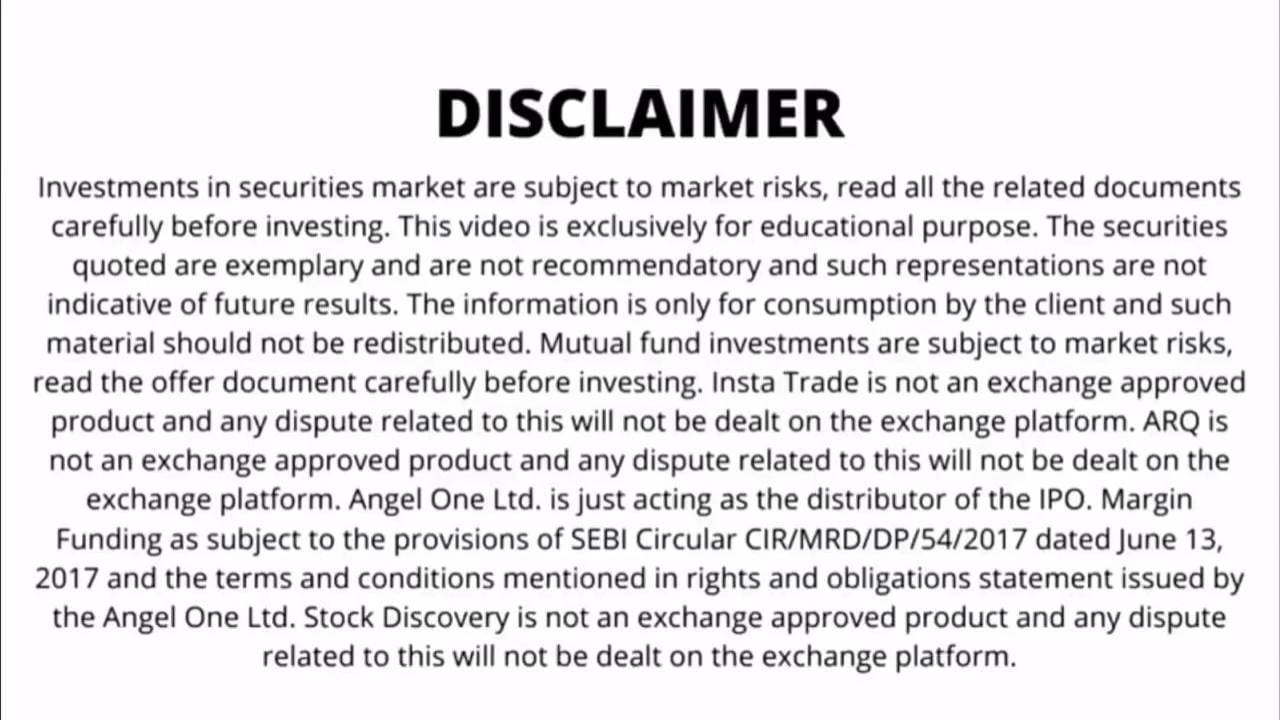 DISCLAIMER
Investments in securities market are subject to market risks, read all the related documents
carefully before investing. This video is exclusively for educational purpose. The securities
quoted are exemplary and are not recommendatory and such representations are not
indicative of future results. The information is only for consumption by the client and such
material should not be redistributed. Mutual fund investments are subject to market risks,
read the offer document carefully before investing. Insta Trade is not an exchange approved
product and any dispute related to this will not be dealt on the exchange platform. ARQ is
not an exchange approved product and any dispute related to this will not be dealt on the
exchange platform. Angel One Ltd. is just acting as the distributor of the IPO. Margin
Funding as subject to the provisions of SEBI Circular CIR/MRD/DP/54/2017 dated June 13,
2017 and the terms and conditions mentioned in rights and obligations statement issued by
the Angel One Ltd. Stock Discovery is not an exchange approved product and any dispute
related to this will not be dealt on the exchange platform.